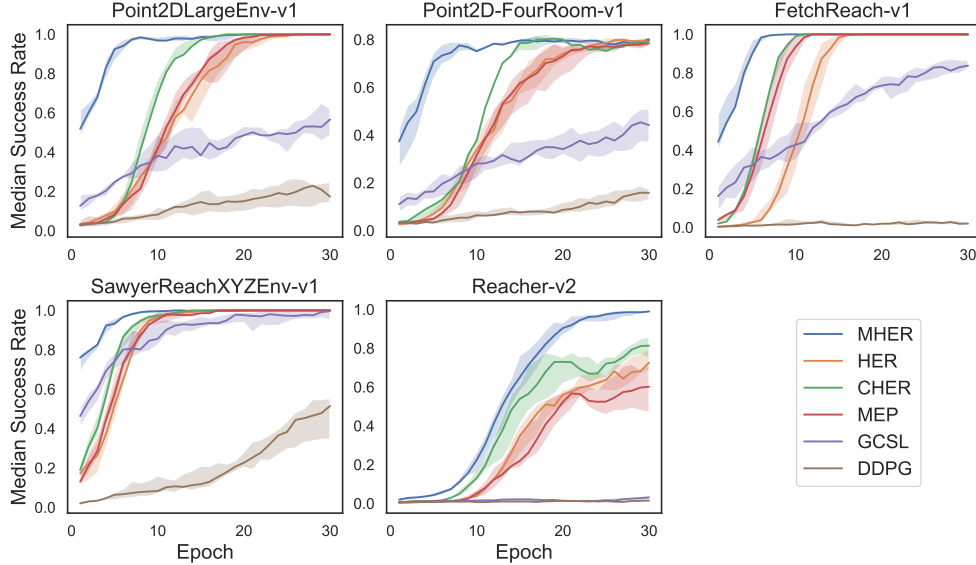 Point2DLargeEnv-v1
Point2D-FourRoom-v1
FetchReach-v1
Median Success Rate
1.0
0.8
0.6
0.4
0.2
0.0
0 10 20 30
0.8
0.6
0.4
0.2
0.0
0 10 20 30
1.0
0.8
0.6
0.4
0.2
0.0
0 10 20 30
SawyerReachXYZEnv-v1
Reacher-v2
Median Success Rate
1.0
0.8
0.6
0.4
0.2
0.0
0 10 20 30
Epoch
1.0
0.8
0.6
0.4
0.2
0.0
0 10 20 30
Epoch
MHER
HER
CHER
MEP
GCSL
DDPG